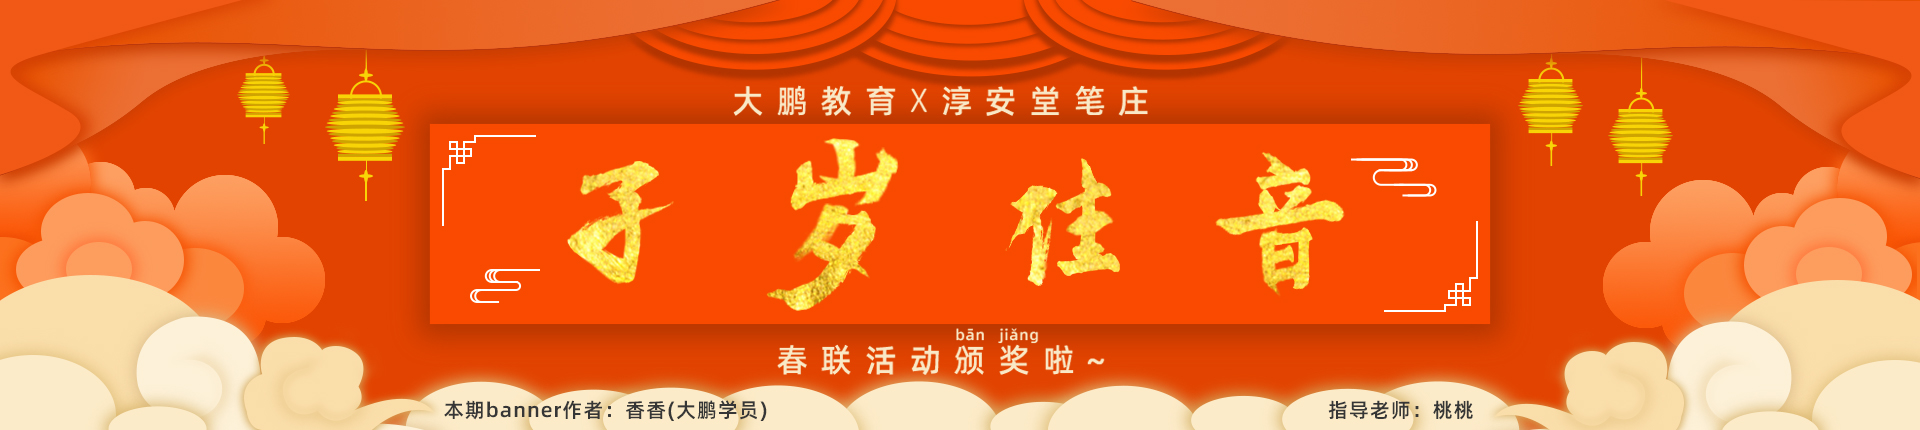 大鹏教育X淳安堂笔庄
子岁佳音
bān jiǎng
春联活动颁奖啦~
本期banner作者：香香(大鹏学员)
指导老师：桃桃